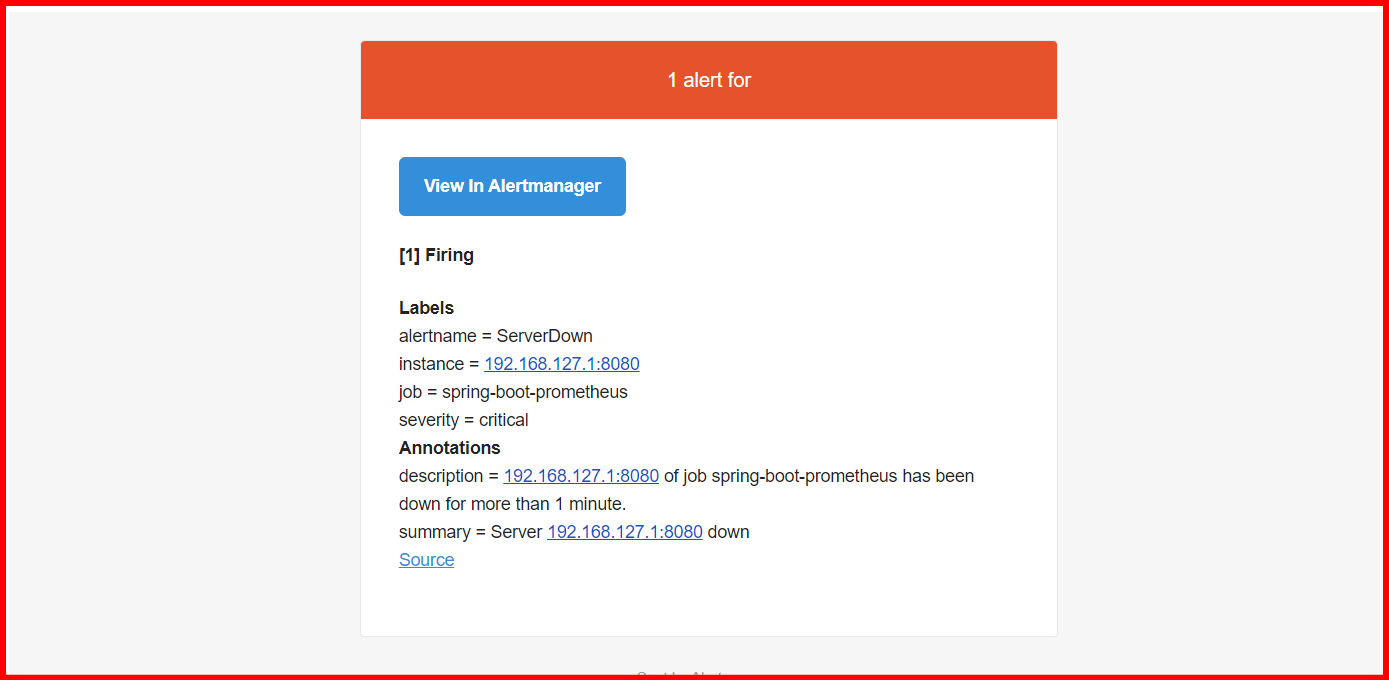 1 alert for
View In Alertmanager
[1] Firing
Labels
alertname = ServerDown
instance = 192.168.127.1:8080
job = spring-boot-prometheus
severity = critical
Annotations
description = 192.168.127.1:8080 of job spring-boot-prometheus has been
down for more than 1 minute.
summary = Server 192.168.127.1:8080 down
Source